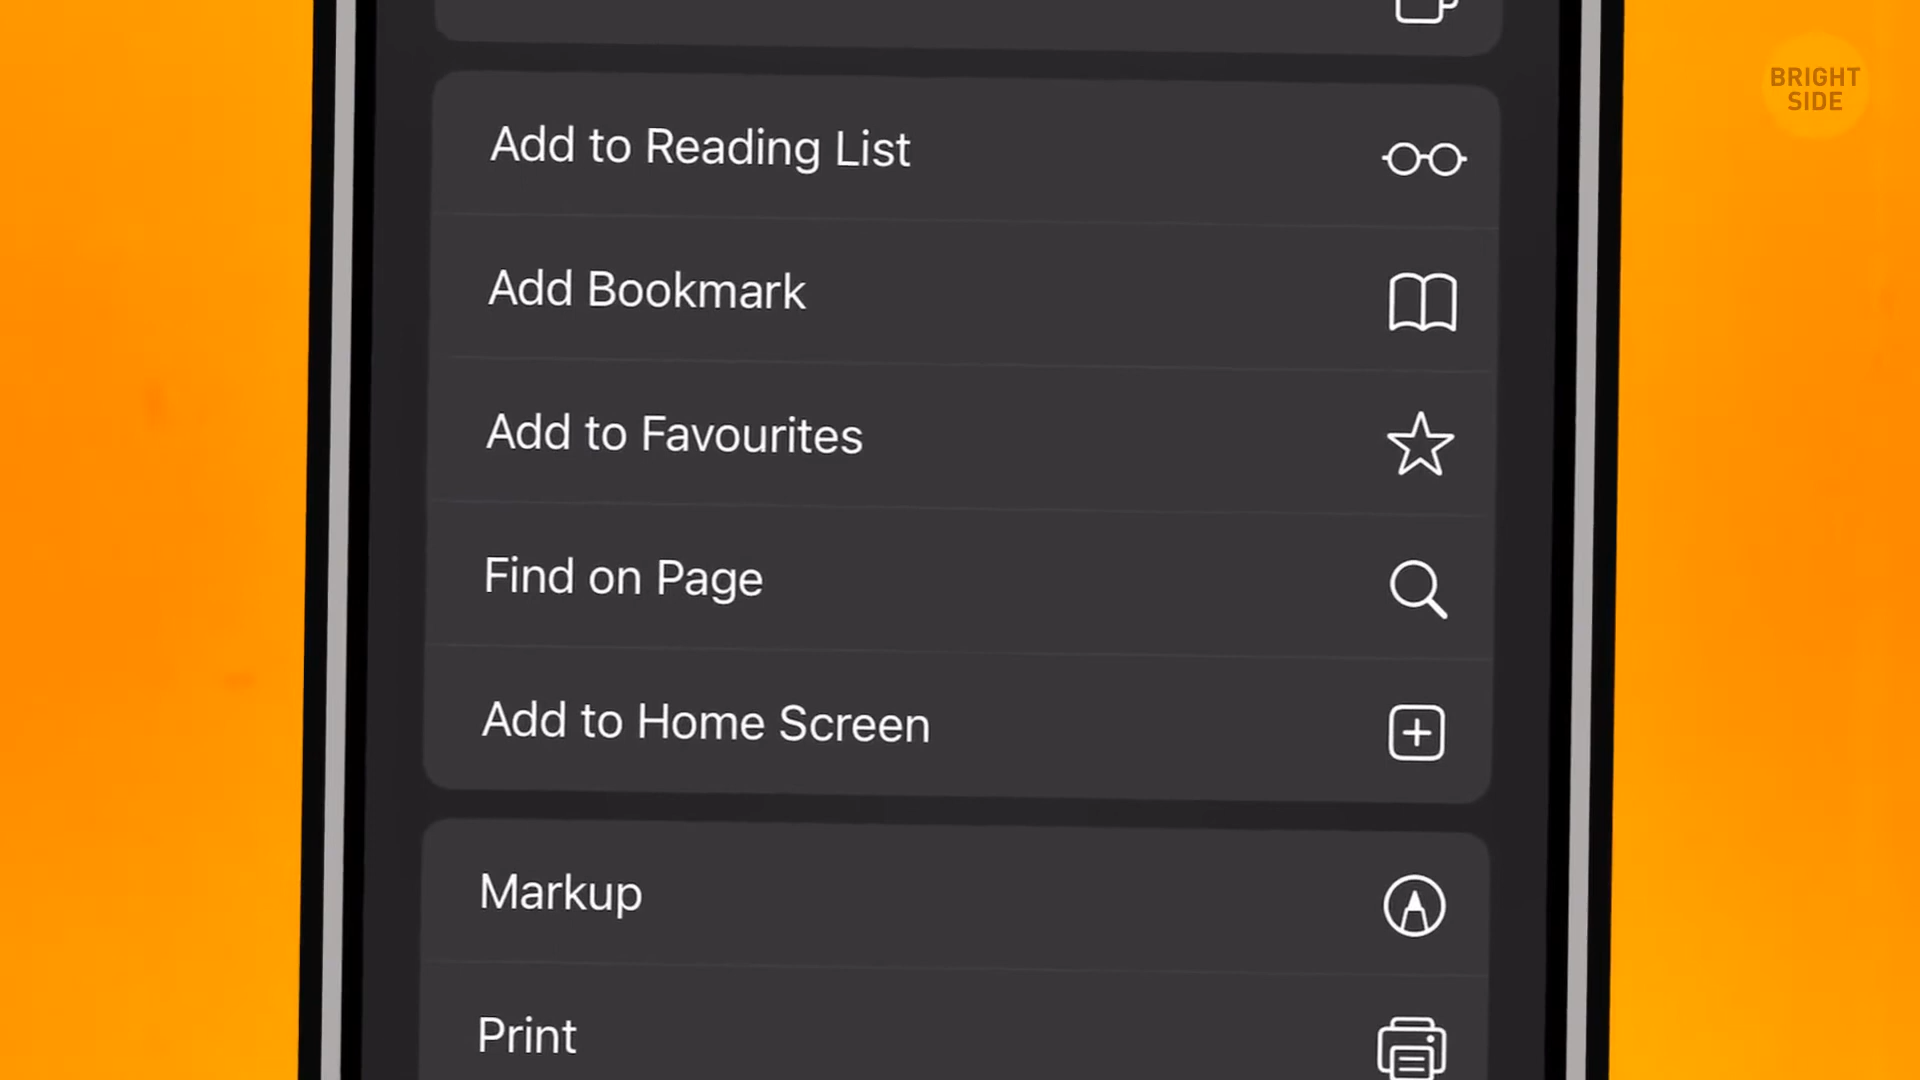 BRIGHT
SIDE
Add to Reading List
Add Bookmark
Add to Favourites
Find on Page
Add to Home Screen
Markup
Print